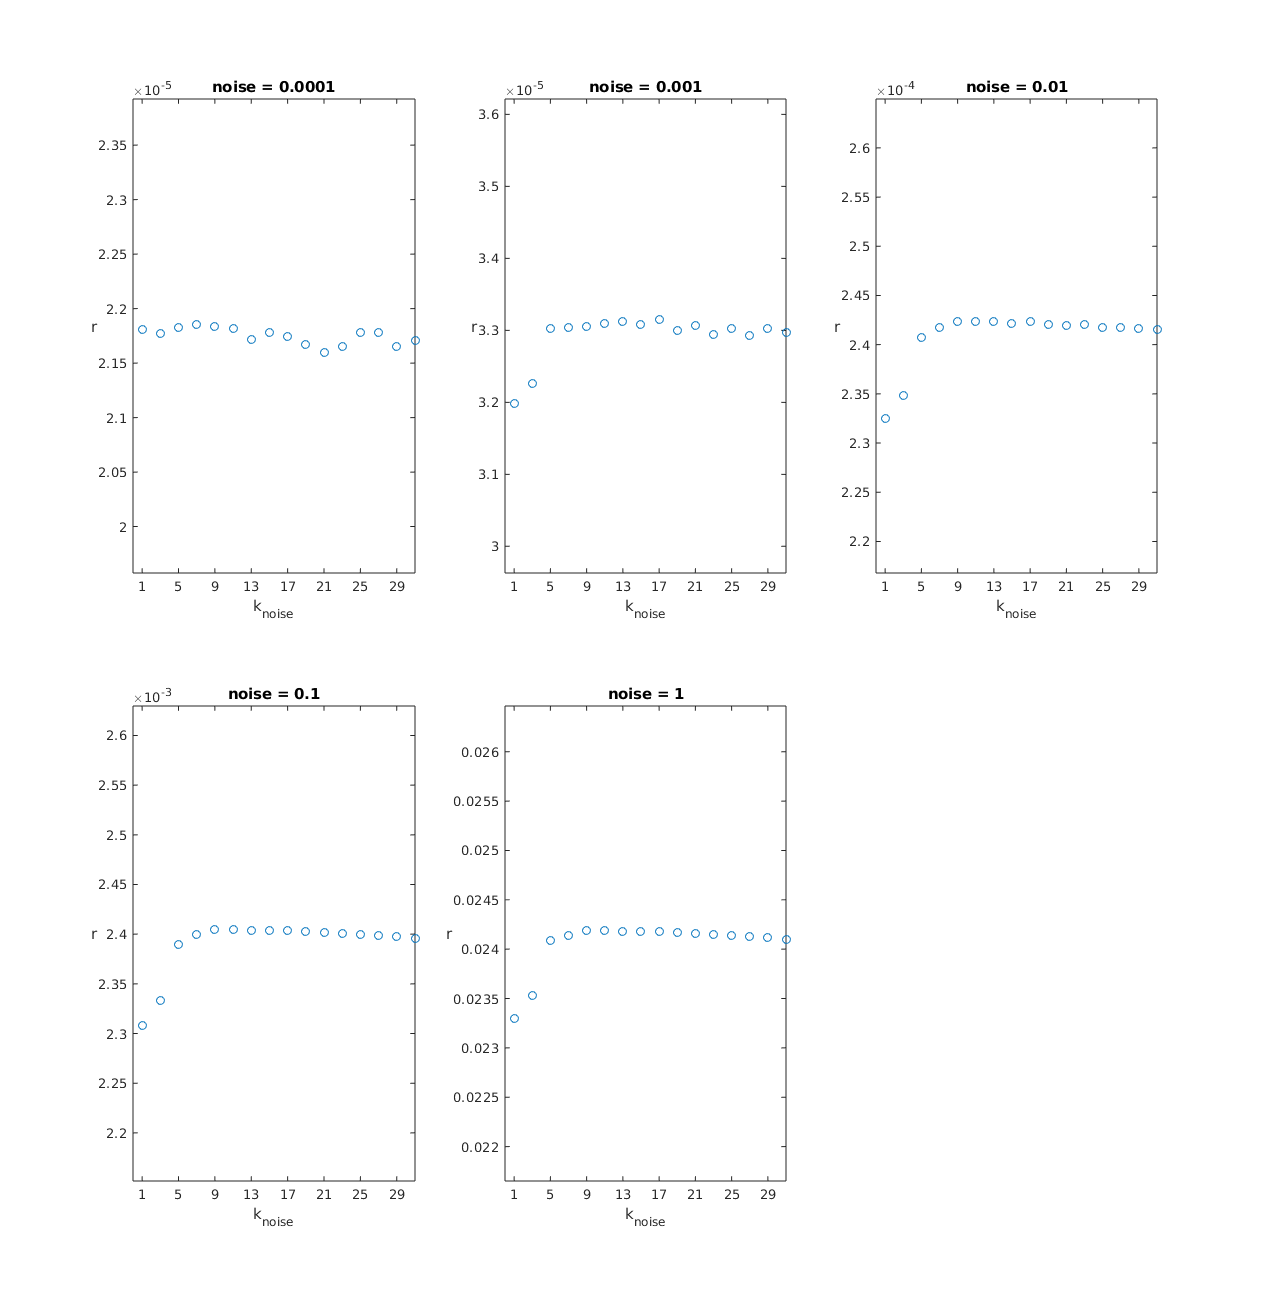 noise = 0.0001
×10-5
2.35
2.3
2.25
2.2
2.15
2.1
2.05
2
r
1 5 9 13 17 21 25 29
knoise
noise = 0.001
×10-5
3.6
3.5
3.4
3.3
3.2
3.1
3
r
1 5 9 13 17 21 25 29
knoise
noise = 0.01
×10-4
2.6
2.55
2.5
2.45
2.4
2.35
2.3
2.25
2.2
r
1 5 9 13 17 21 25 29
knoise
noise = 0.1
×10-3
2.6
2.55
2.5
2.45
2.4
2.35
2.3
2.25
2.2
r
1 5 9 13 17 21 25 29
knoise
noise = 1
0.026
0.0255
0.025
0.0245
0.024
0.0235
0.023
0.0225
0.022
r
1 5 9 13 17 21 25 29
knoise